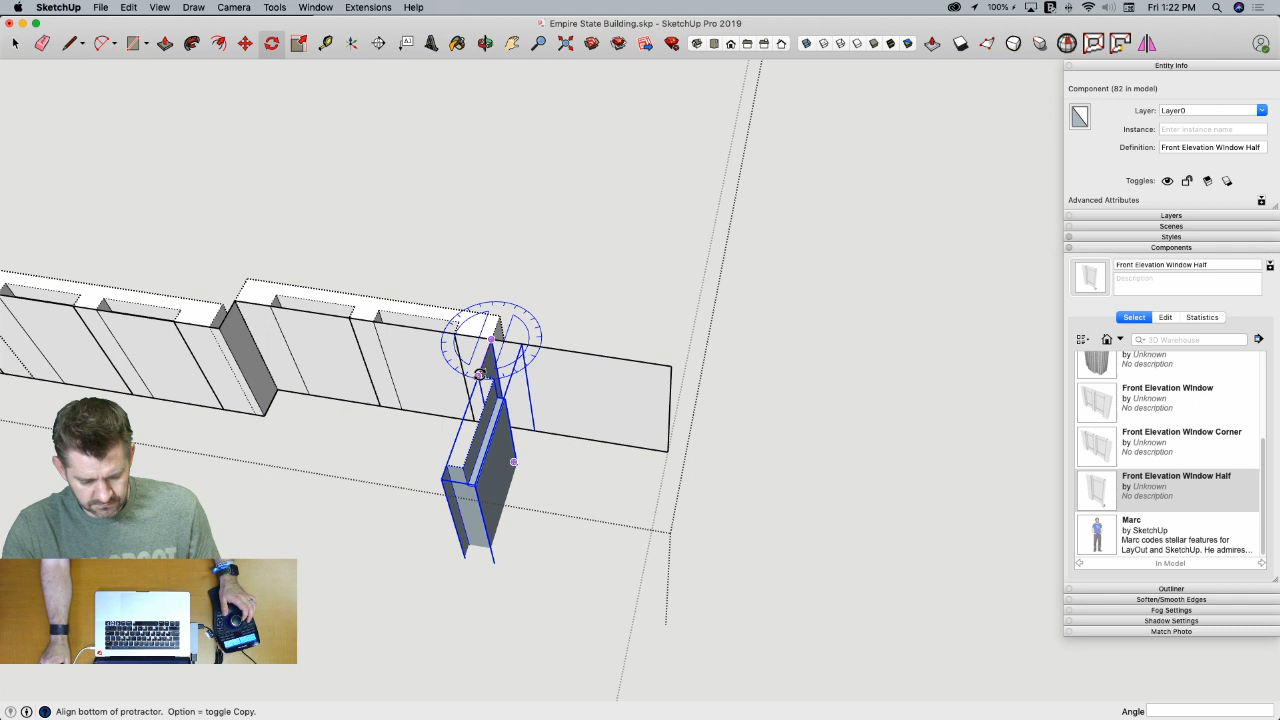 SketchUp File Edit View Draw Camera Tools Window Extensions Help 100% Fri 1:22 PM
Empire State Building.skp - SketchUp Pro 2019
Entity Info
Component (82 in model)
Layer: Layer0
Instance: Enter instance name
Definition: Front Elevation WIndow Half
Toggles:
Advanced Attributes
Layers
Scenes
Styles
Components
Front Elevation WIndow Half
Description
Select Edit Statistics
3D Warehouse
by Unknown
No description
Front Elevation WIndow
by Unknown
No description
Front Elevation WIndow Corner
by Unknown
No description
Front Elevation WIndow Half
by Unknown
No description
Marc
by SketchUp
Marc codes stellar features for
LayOut and SketchUp. He admires...
In Model
Outliner
Soften/Smooth Edges
Fog Settings
Shadow Settings
Match Photo
Align bottom of protractor. Option = toggle Copy.
Angle